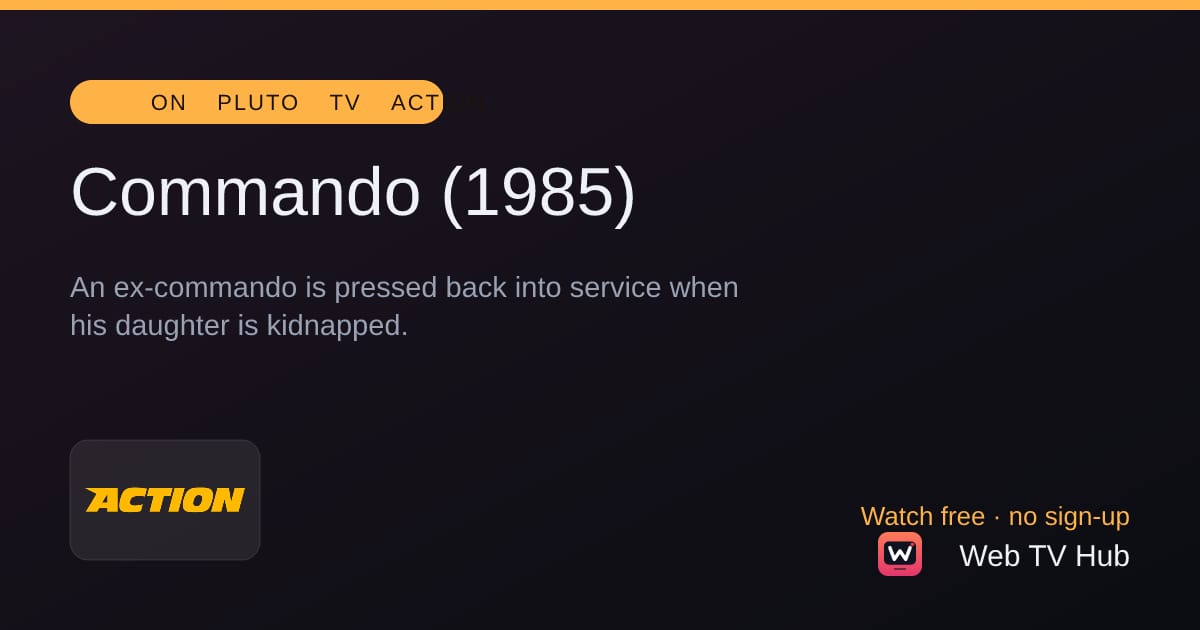 ON PLUTO TV ACTION
Commando (1985)
An ex-commando is pressed back into service when
his daughter is kidnapped.
ACTION
Watch free · no sign-up
W
Web TV Hub